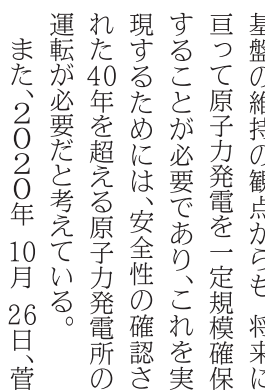 基盤の維持の観点からも、将来に
亘って原子力発電を一定規模確保
することが必要であり、これを実
現するためには、安全性の確認さ
れた40年を超える原子力発電所の
運転が必要だと考えている。
また、2020年 10月 26日、菅